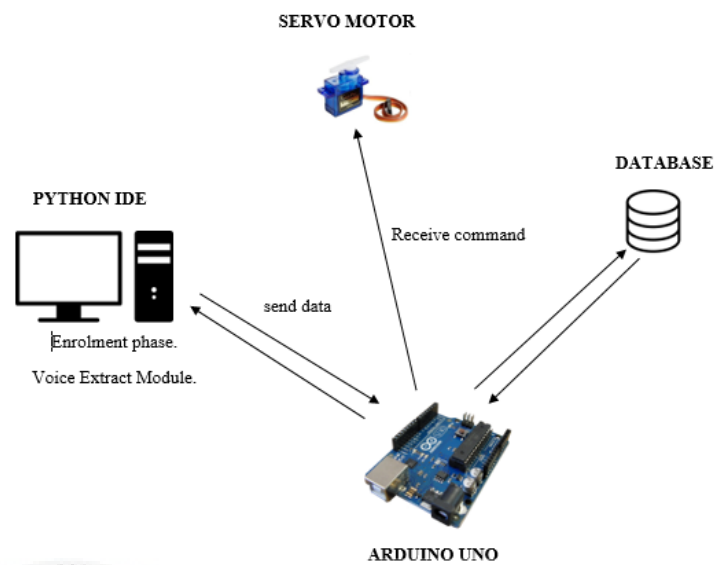 SERVO MOTOR
DATABASE
PYTHON IDE
Receive command
send data
Enrolment phase.
Voice Extract Module.
ARDUINO UNO